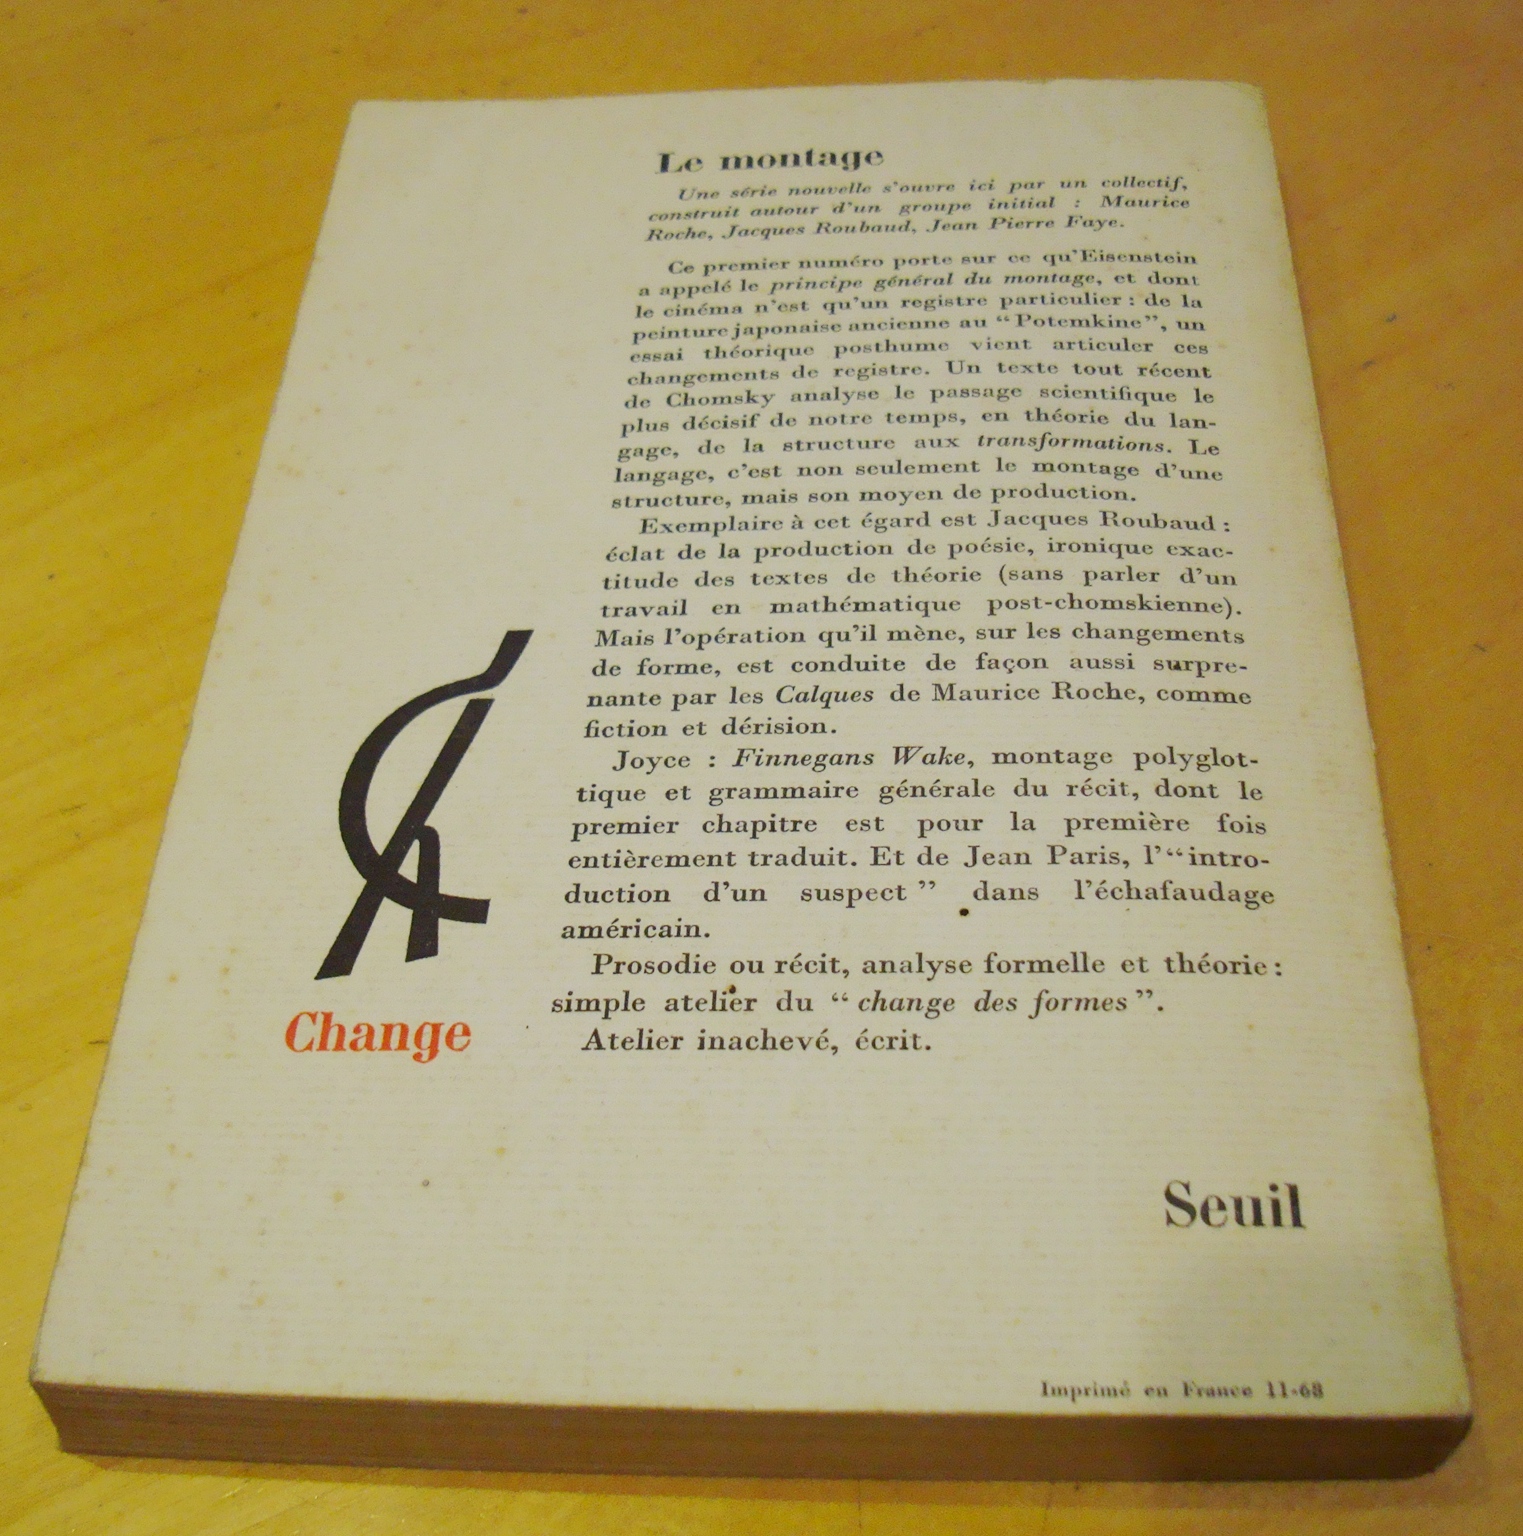 Le montage
Une série nouvelle s'ouvre ici par un collectif,
construit autour d'un groupe initial : Maurice
Roche, Jacques Roubaud, Jean Pierre Faye.
Ce premier numéro porte sur ce qu'Eisenstein
a appelé le principe général du montage, et dont
le cinéma n'est qu'un registre particulier : de la
peinture japonaise ancienne au “Potemkine”, un
essai théorique posthume vient articuler ces
changements de registre. Un texte tout récent
de Chomsky analyse le passage scientifique le
plus décisif de notre temps, en théorie du lan-
gage, de la structure aux transformations. Le
langage, c'est non seulement le montage d'une
structure, mais son moyen de production.
Exemplaire à cet égard est Jacques Roubaud :
éclat de la production de poésie, ironique exac-
titude des textes de théorie (sans parler d'un
travail en mathématique post-chomskienne).
Mais l'opération qu'il mène, sur les changements
de forme, est conduite de façon aussi surpre-
nante par les Calques de Maurice Roche, comme
fiction et dérision.
Joyce : Finnegans Wake, montage polyglot-
tique et grammaire générale du récit, dont le
premier chapitre est pour la première fois
entièrement traduit. Et de Jean Paris, l'“intro-
duction d'un suspect” dans l'échafaudage
américain.
Prosodie ou récit, analyse formelle et théorie :
simple atelier du “change des formes”.
Atelier inachevé, écrit.
Change
Seuil
Imprimé en France 11-68